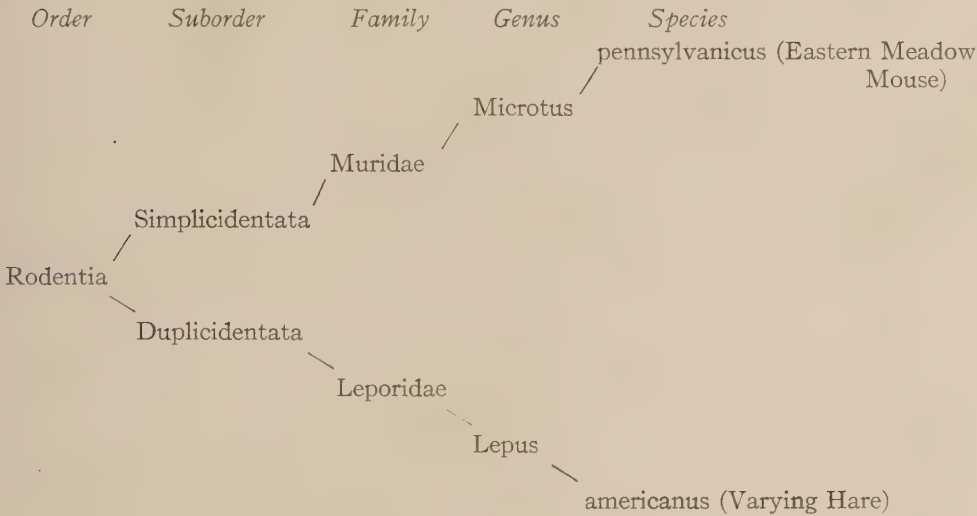 Order Suborder Family Genus Species
pennsylvanicus (Eastern Meadow
Mouse)
Microtus
Muridae
Simplicidentata
Rodentia
Duplicidentata
Leporidae
Lepus
americanus (Varying Hare)